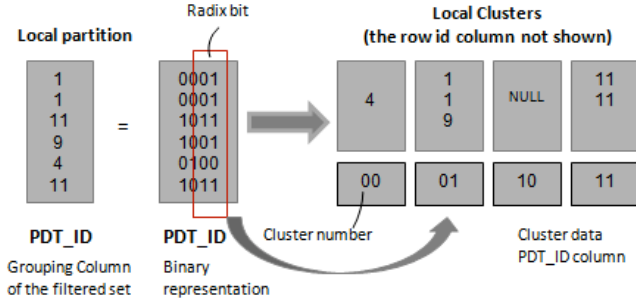 Radix bit
Local partition
Local Clusters
(the row id column not shown)
1
1
11
9
4
11
=
0001
0001
1011
1001
0100
1011
4
1
1
9
NULL
11
11
00
01
10
11
PDT_ID
PDT_ID
Cluster number
Cluster data
PDT_ID column
Grouping Column
of the filtered set
Binary
representation